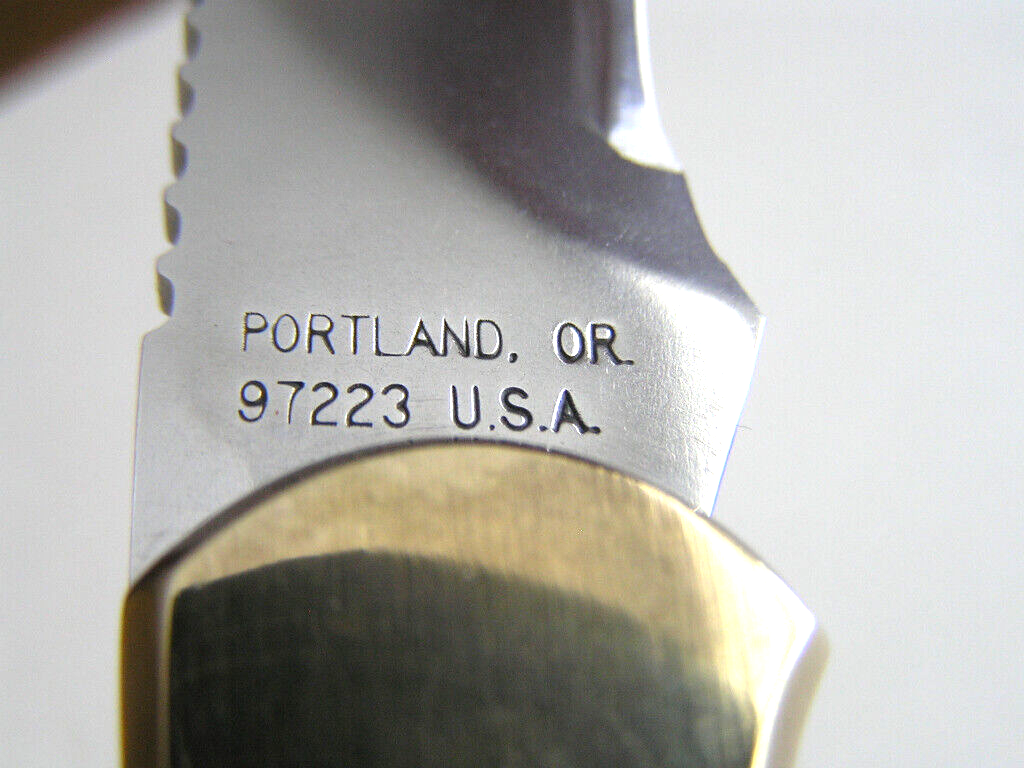 PORTLAND, OR.
97223 U.S.A.